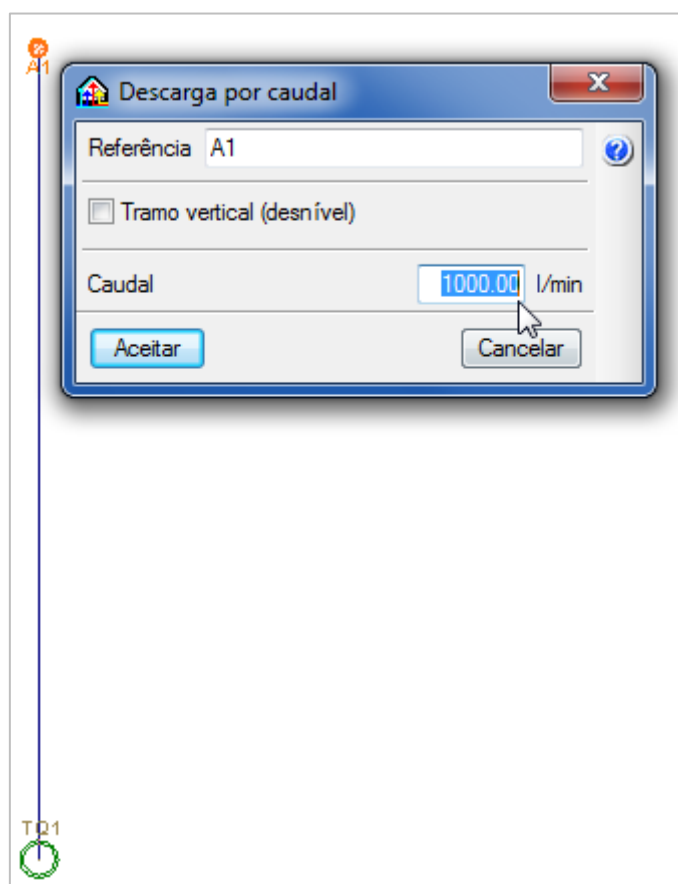 A1
Descarga por caudal
Referência A1
Tramo vertical (desnível)
Caudal 1000.00 l/min
Aceitar Cancelar
TQ1